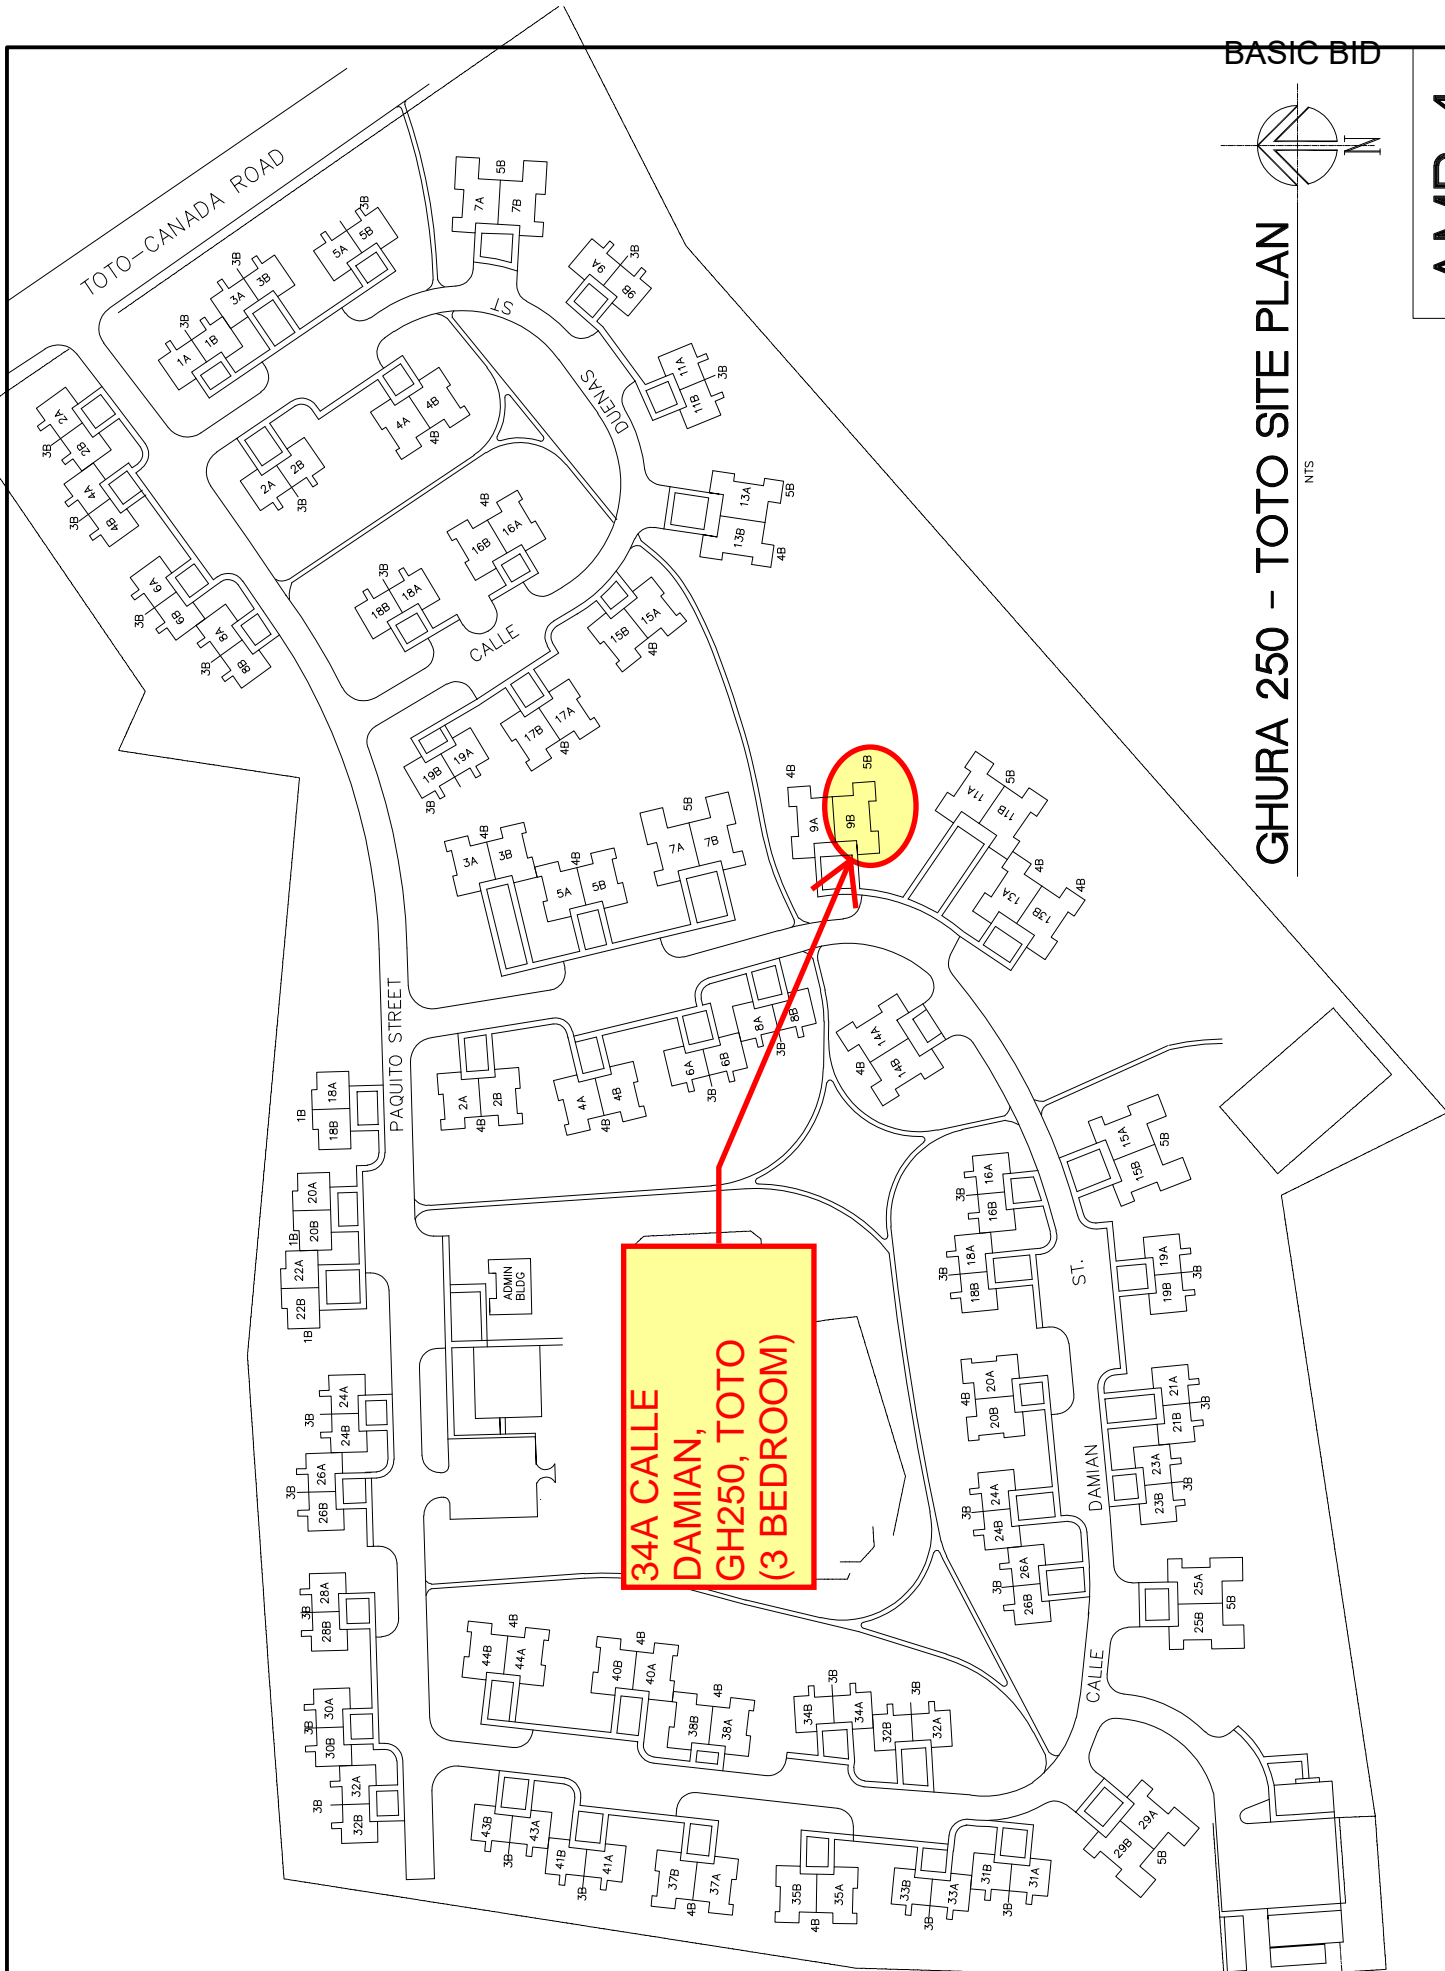 BASIC BID
N
GHURA 250 - TOTO SITE PLAN
NTS
TOTO-CANADA ROAD
5B
7A
7B
3B
5A
5B
3B
3A
3B
3B
1A
1B
9A
3B
9B
2A
3B
2B
4A
3B
4B
ST
DUENAS
11A
3B
11B
4A
4B
4B
2A
2B
3B
13A
5B
13B
4B
4B
16A
16B
3B
18A
18B
6A
3B
6B
8A
3B
8B
CALLE
15A
15B
4B
17A
17B
4B
19B
19A
3B
4B
3A
3B
4B
5A
5B
5B
7A
7B
4B
5B
9A
9B
11A
5B
11B
4B
13A
13B
4B
PAQUITO STREET
2A
2B
4B
4A
4B
4B
6A
6B
3B
8A
8B
3B
14A
4B
14B
1B
18A
18B
20A
1B
20B
22A
22B
1B
ADMIN
BLDG
15A
5B
15B
16A
3B
16B
18A
3B
18B
ST.
19A
3B
19B
34A CALLE
DAMIAN,
GH250, TOTO
(3 BEDROOM)
24A
3B
24B
26A
3B
26B
20A
4B
20B
21A
3B
21B
DAMIAN
23A
3B
23B
24A
3B
24B
26A
3B
26B
28A
3B
28B
25A
5B
25B
CALLE
30A
3B
30B
32A
3B
32B
44B
4B
44A
40B
4B
40A
38B
4B
38A
34B
3B
34A
32B
3B
32A
43B
3B
43A
41B
3B
41A
37B
4B
37A
35B
4B
35A
33B
3B
33A
31B
3B
31A
29A
29B
5B